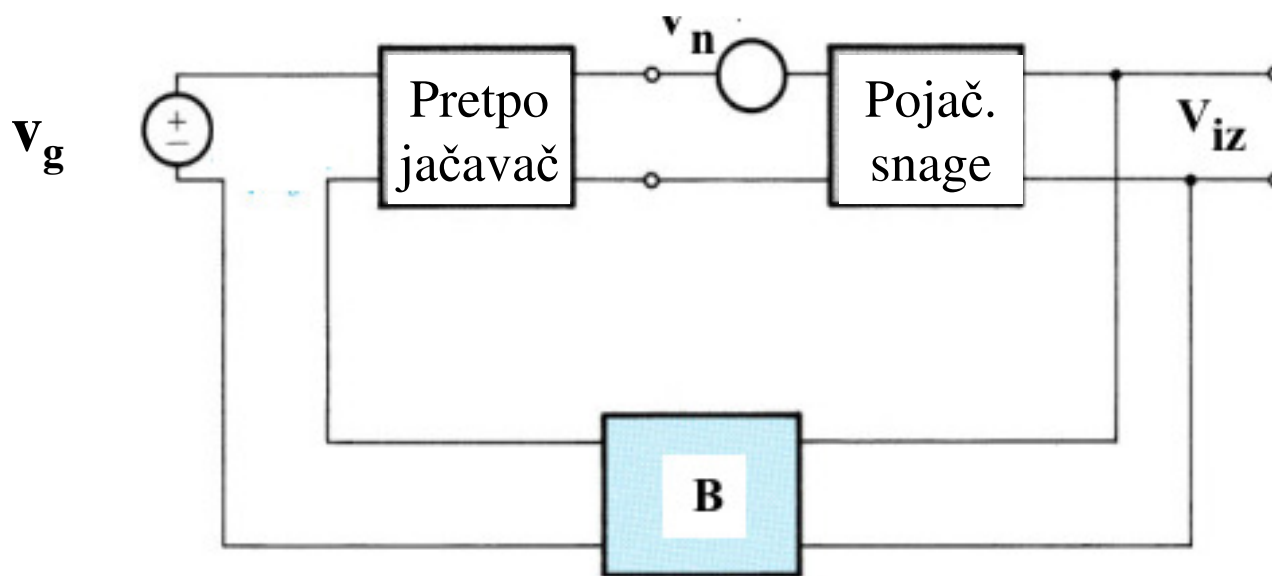 v_n
Pretpo
jačavač
Pojač.
snage
v_g
+
−
V_iz
B